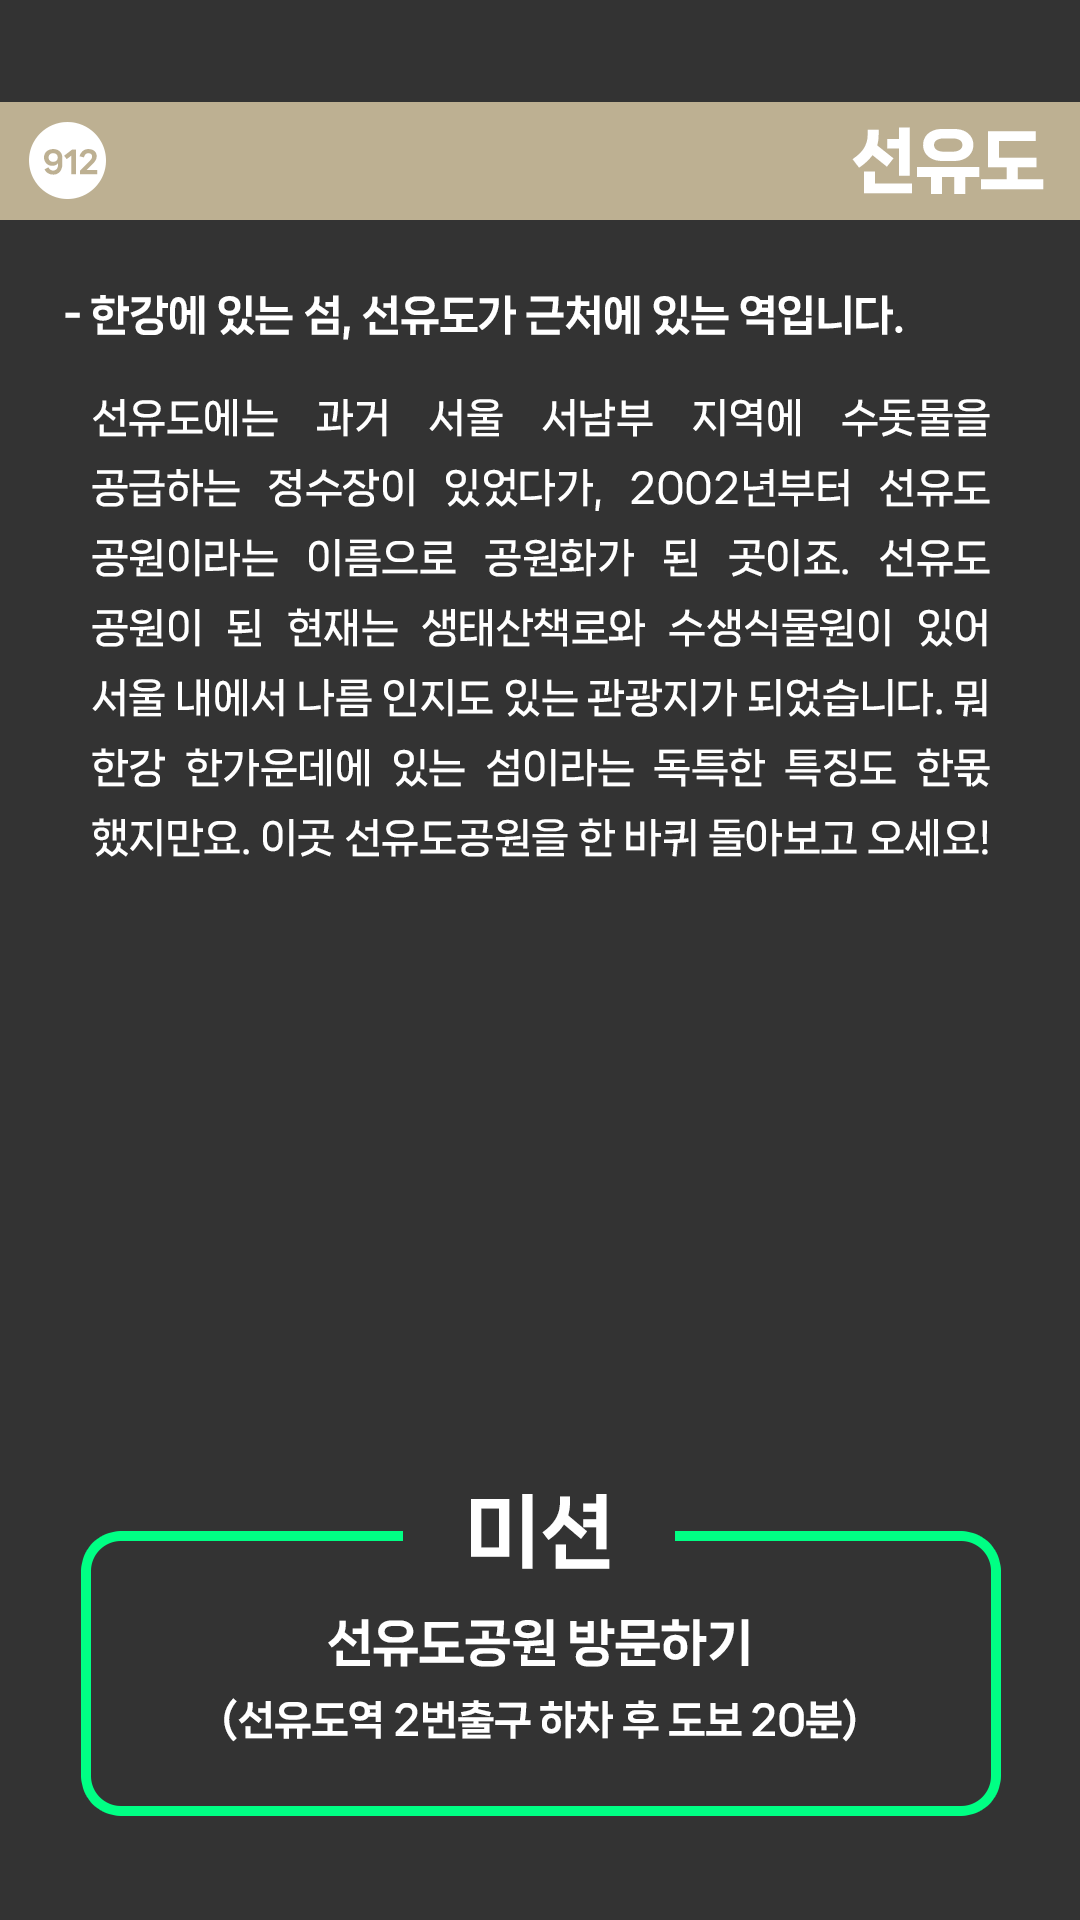 912
선유도
- 한강에 있는 섬, 선유도가 근처에 있는 역입니다.
선유도에는 과거 서울 서남부 지역에 수돗물을
공급하는 정수장이 있었다가, 2002년부터 선유도
공원이라는 이름으로 공원화가 된 곳이죠. 선유도
공원이 된 현재는 생태산책로와 수생식물원이 있어
서울 내에서 나름 인지도 있는 관광지가 되었습니다. 뭐
한강 한가운데에 있는 섬이라는 독특한 특징도 한몫
했지만요. 이곳 선유도공원을 한 바퀴 돌아보고 오세요!
미션
선유도공원 방문하기
(선유도역 2번출구 하차 후 도보 20분)